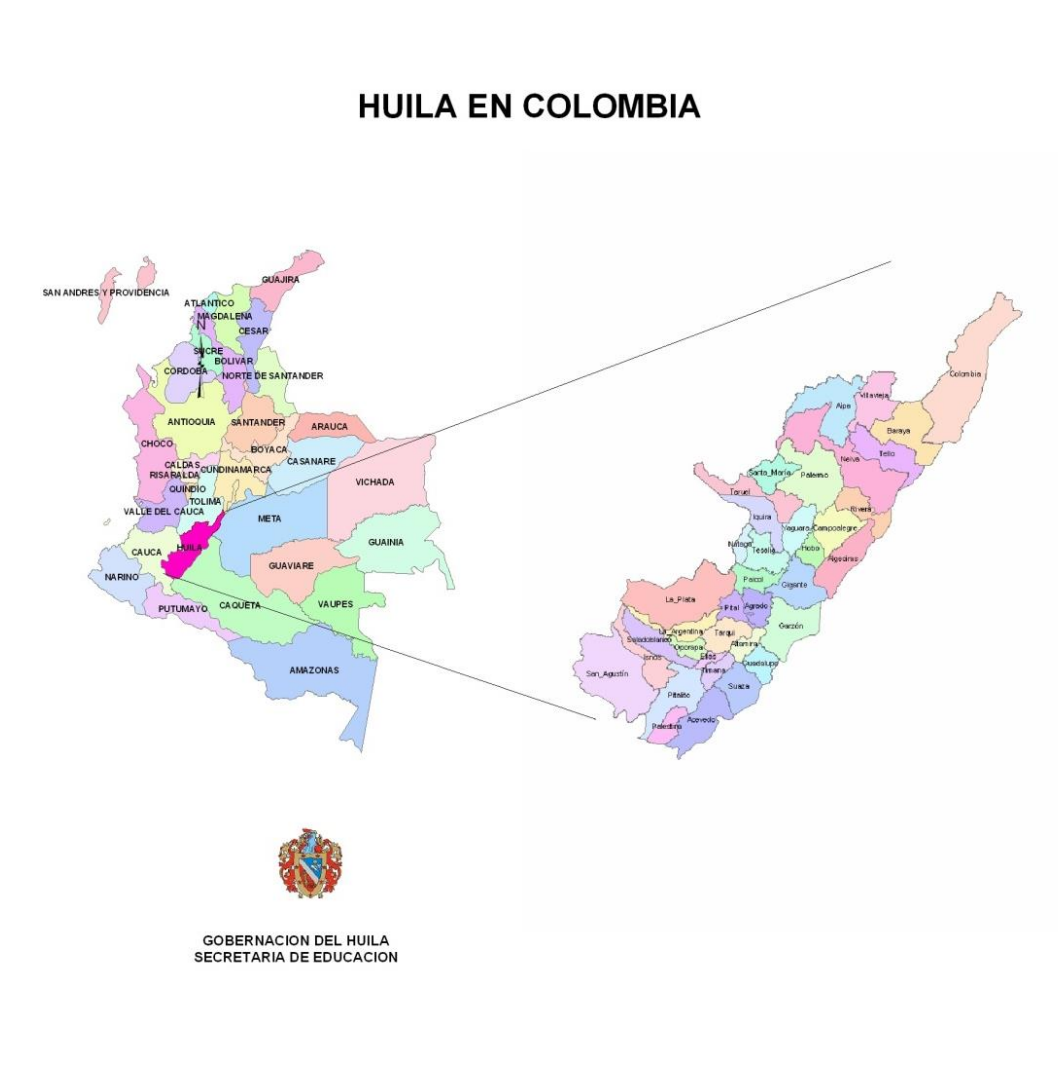 HUILA EN COLOMBIA
GUAJIRA
SAN ANDRES Y PROVIDENCIA
ATLANTICO
MAGDALENA
N
CESAR
SUCRE
BOLIVAR
CORDOBA
NORTE DE SANTANDER
ANTIOQUIA
SANTANDER
ARAUCA
CHOCO
BOYACA
CALDAS
CUNDINAMARCA
CASANARE
RISARALDA
VICHADA
QUINDIO
TOLIMA
VALLE DEL CAUCA
META
GUAINIA
CAUCA
HUILA
GUAVIARE
NARINO
PUTUMAYO
CAQUETA
VAUPES
AMAZONAS
Colombia
Villavieja
Aipe
Baraya
Tello
Neiva
Santa_María
Palermo
Teruel
Rivera
Iquira
Yaguara
Campoalegre
Nátaga
Tesalia
Hobo
Algeciras
Paicol
Gigante
La_Plata
Pital
Agrado
Garzón
La_Argentina
Tarqui
Saladoblanco
Oporapa
Altamira
Elías
Isnos
Guadalupe
Timaná
San_Agustín
Suaza
Pitalito
Palestina
Acevedo
GOBERNACION DEL HUILA
SECRETARIA DE EDUCACION